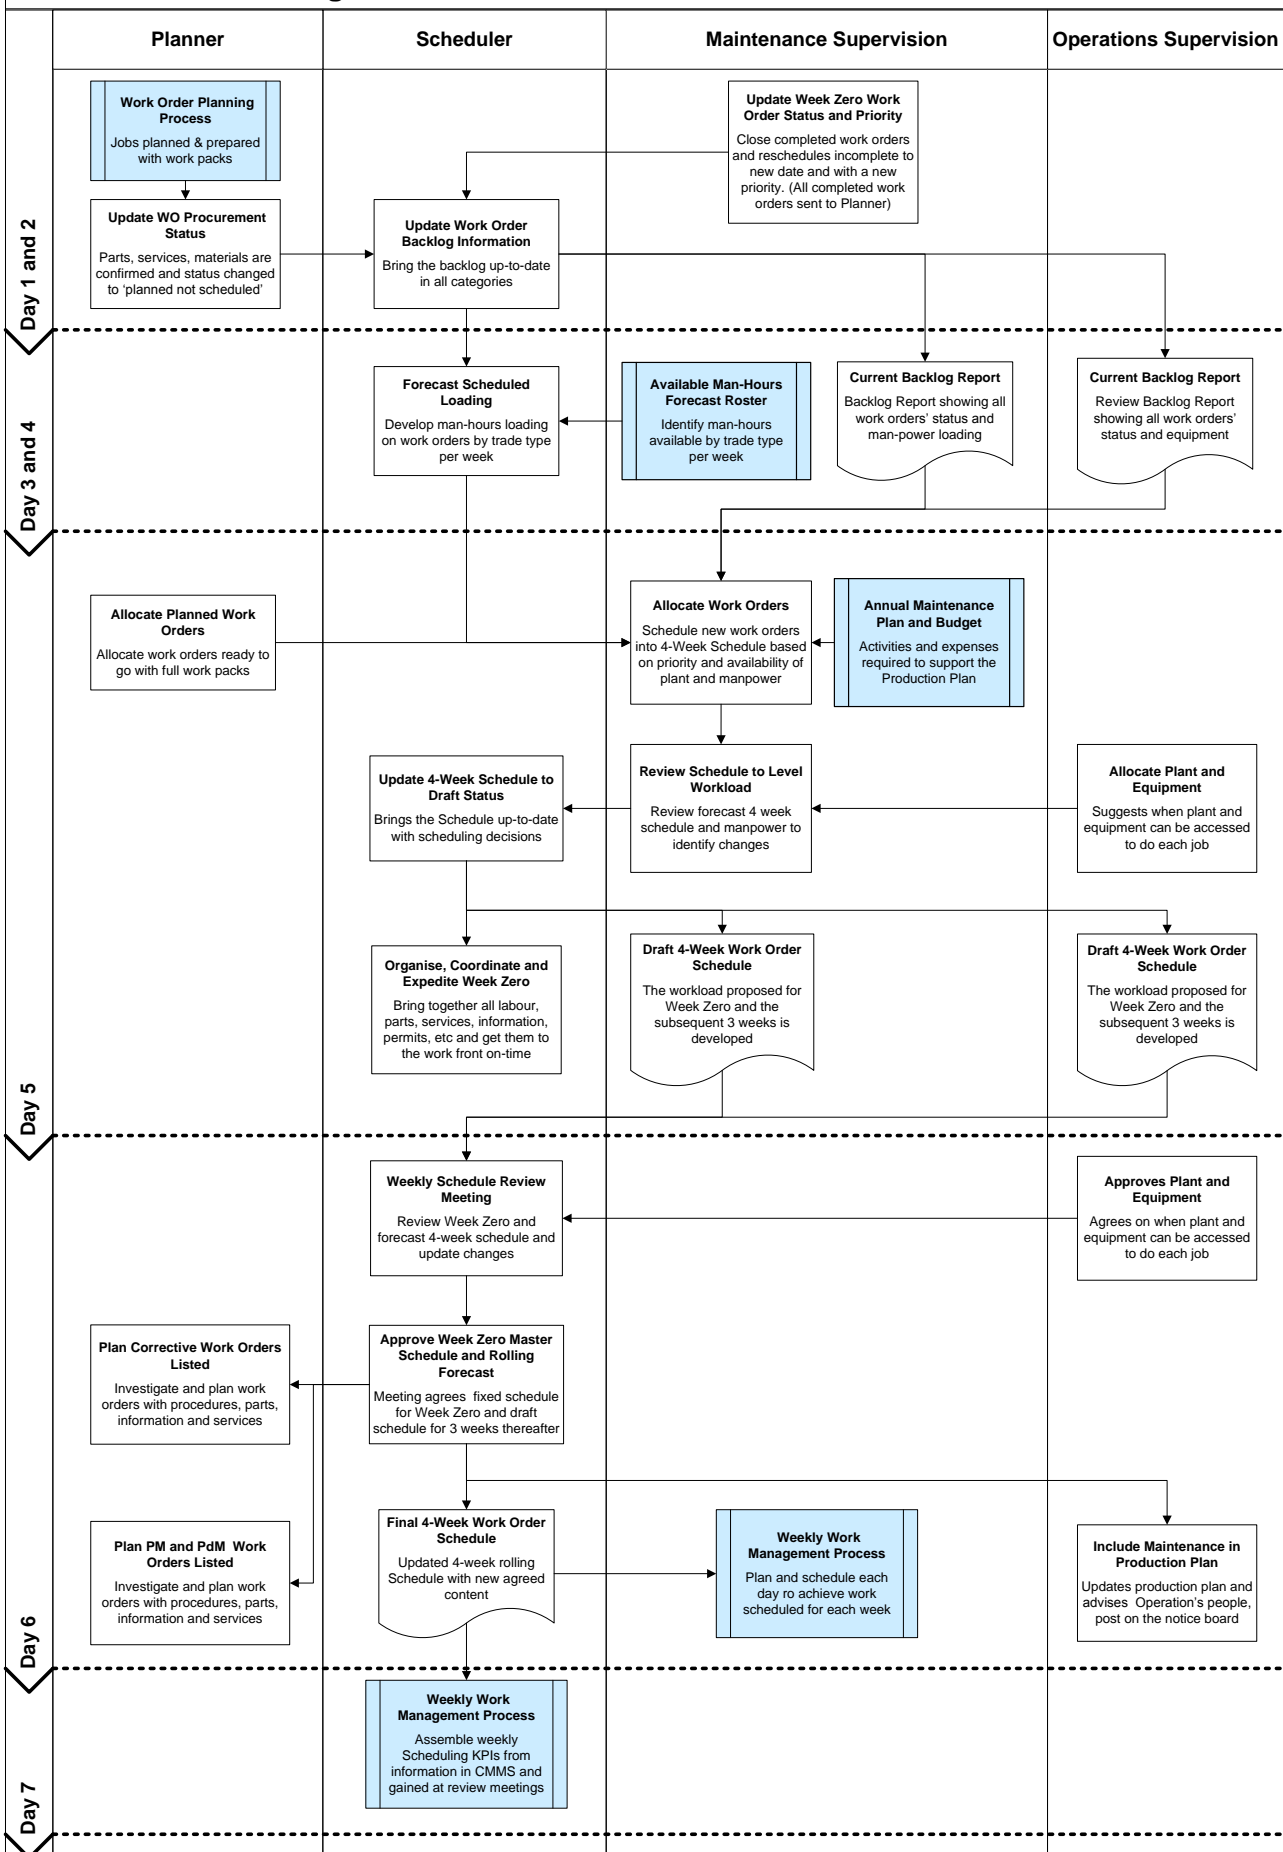 Planner
Scheduler
Maintenance Supervision
Operations Supervision
Day 1 and 2
Work Order Planning
Process
Jobs planned & prepared
with work packs
Update Week Zero Work
Order Status and Priority
Close completed work orders
and reschedules incomplete to
new date and with a new
priority. (All completed work
orders sent to Planner)
Update WO Procurement
Status
Parts, services, materials are
confirmed and status changed
to ‘planned not scheduled’
Update Work Order
Backlog Information
Bring the backlog up-to-date
in all categories
Day 3 and 4
Forecast Scheduled
Loading
Develop man-hours loading
on work orders by trade type
per week
Available Man-Hours
Forecast Roster
Identify man-hours
available by trade type
per week
Current Backlog Report
Backlog Report showing all
work orders’ status and
man-power loading
Current Backlog Report
Review Backlog Report
showing all work orders’
status and equipment
Day 5
Allocate Planned Work
Orders
Allocate work orders ready to
go with full work packs
Allocate Work Orders
Schedule new work orders
into 4-Week Schedule based
on priority and availability of
plant and manpower
Annual Maintenance
Plan and Budget
Activities and expenses
required to support the
Production Plan
Update 4-Week Schedule to
Draft Status
Brings the Schedule up-to-date
with scheduling decisions
Review Schedule to Level
Workload
Review forecast 4 week
schedule and manpower to
identify changes
Allocate Plant and
Equipment
Suggests when plant and
equipment can be accessed
to do each job
Organise, Coordinate and
Expedite Week Zero
Bring together all labour,
parts, services, information,
permits, etc and get them to
the work front on-time
Draft 4-Week Work Order
Schedule
The workload proposed for
Week Zero and the
subsequent 3 weeks is
developed
Draft 4-Week Work Order
Schedule
The workload proposed for
Week Zero and the
subsequent 3 weeks is
developed
Day 6
Weekly Schedule Review
Meeting
Review Week Zero and
forecast 4-week schedule and
update changes
Approves Plant and
Equipment
Agrees on when plant and
equipment can be accessed
to do each job
Plan Corrective Work Orders
Listed
Investigate and plan work
orders with procedures, parts,
information and services
Approve Week Zero Master
Schedule and Rolling
Forecast
Meeting agrees fixed schedule
for Week Zero and draft
schedule for 3 weeks thereafter
Plan PM and PdM Work
Orders Listed
Investigate and plan work
orders with procedures, parts,
information and services
Final 4-Week Work Order
Schedule
Updated 4-week rolling
Schedule with new agreed
content
Weekly Work
Management Process
Plan and schedule each
day ro achieve work
scheduled for each week
Include Maintenance in
Production Plan
Updates production plan and
advises Operation’s people,
post on the notice board
Day 7
Weekly Work
Management Process
Assemble weekly
Scheduling KPIs from
information in CMMS and
gained at review meetings